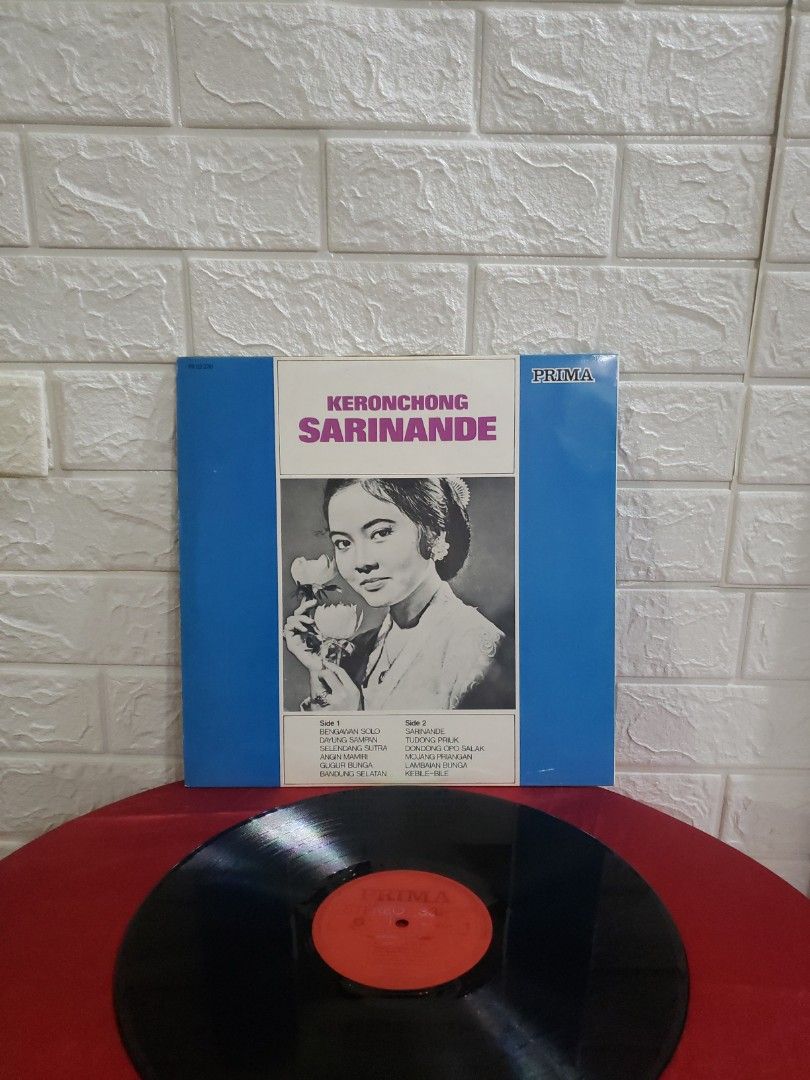 PRIMA
KERONCHONG
SARINANDE
Side 1
BENGAWAN SOLO
DAYUNG SAMPAN
SELENDANG SUTRA
ANGIN MAMIRI
GUGUR BUNGA
BANDUNG SELATAN
Side 2
SARINANDE
TUDONG PRIUK
DONDONG OPO SALAK
MOJANG PRIANGAN
LAMBAIAN BUNGA
KEBILE-BILE
PRIMA